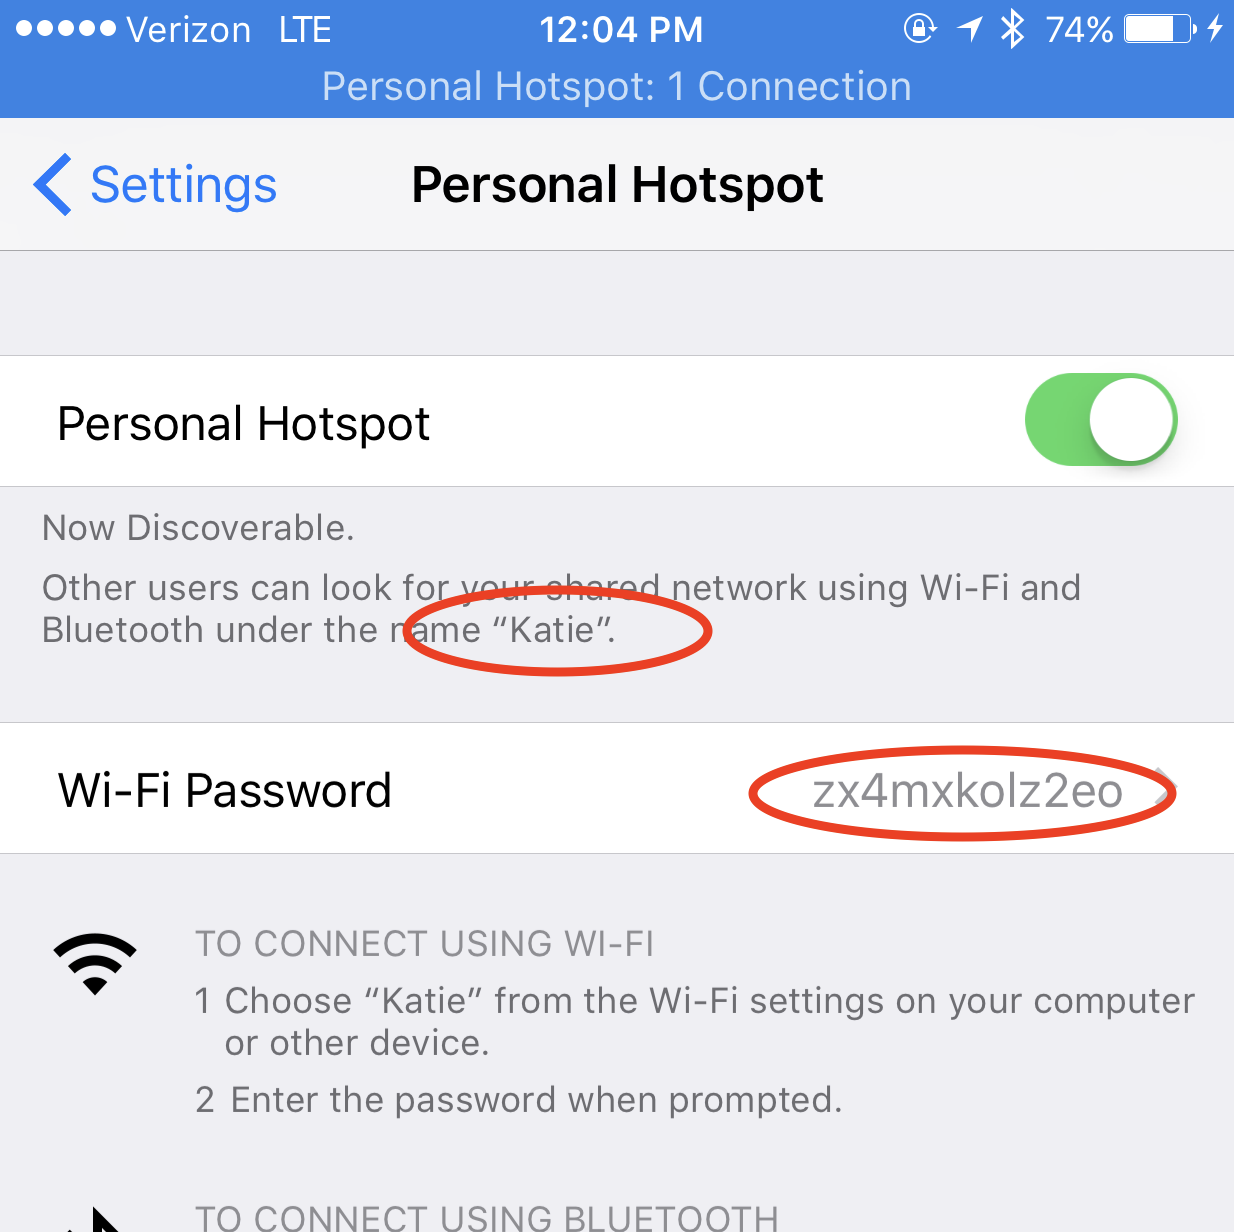 Verizon LTE 12:04 PM 74%
Personal Hotspot: 1 Connection
Settings Personal Hotspot
Personal Hotspot
Now Discoverable.
Other users can look for your shared network using Wi-Fi and
Bluetooth under the name “Katie”.
Wi-Fi Password zx4mxkolz2eo
TO CONNECT USING WI-FI
1 Choose “Katie” from the Wi-Fi settings on your computer
or other device.
2 Enter the password when prompted.
TO CONNECT USING BLUETOOTH